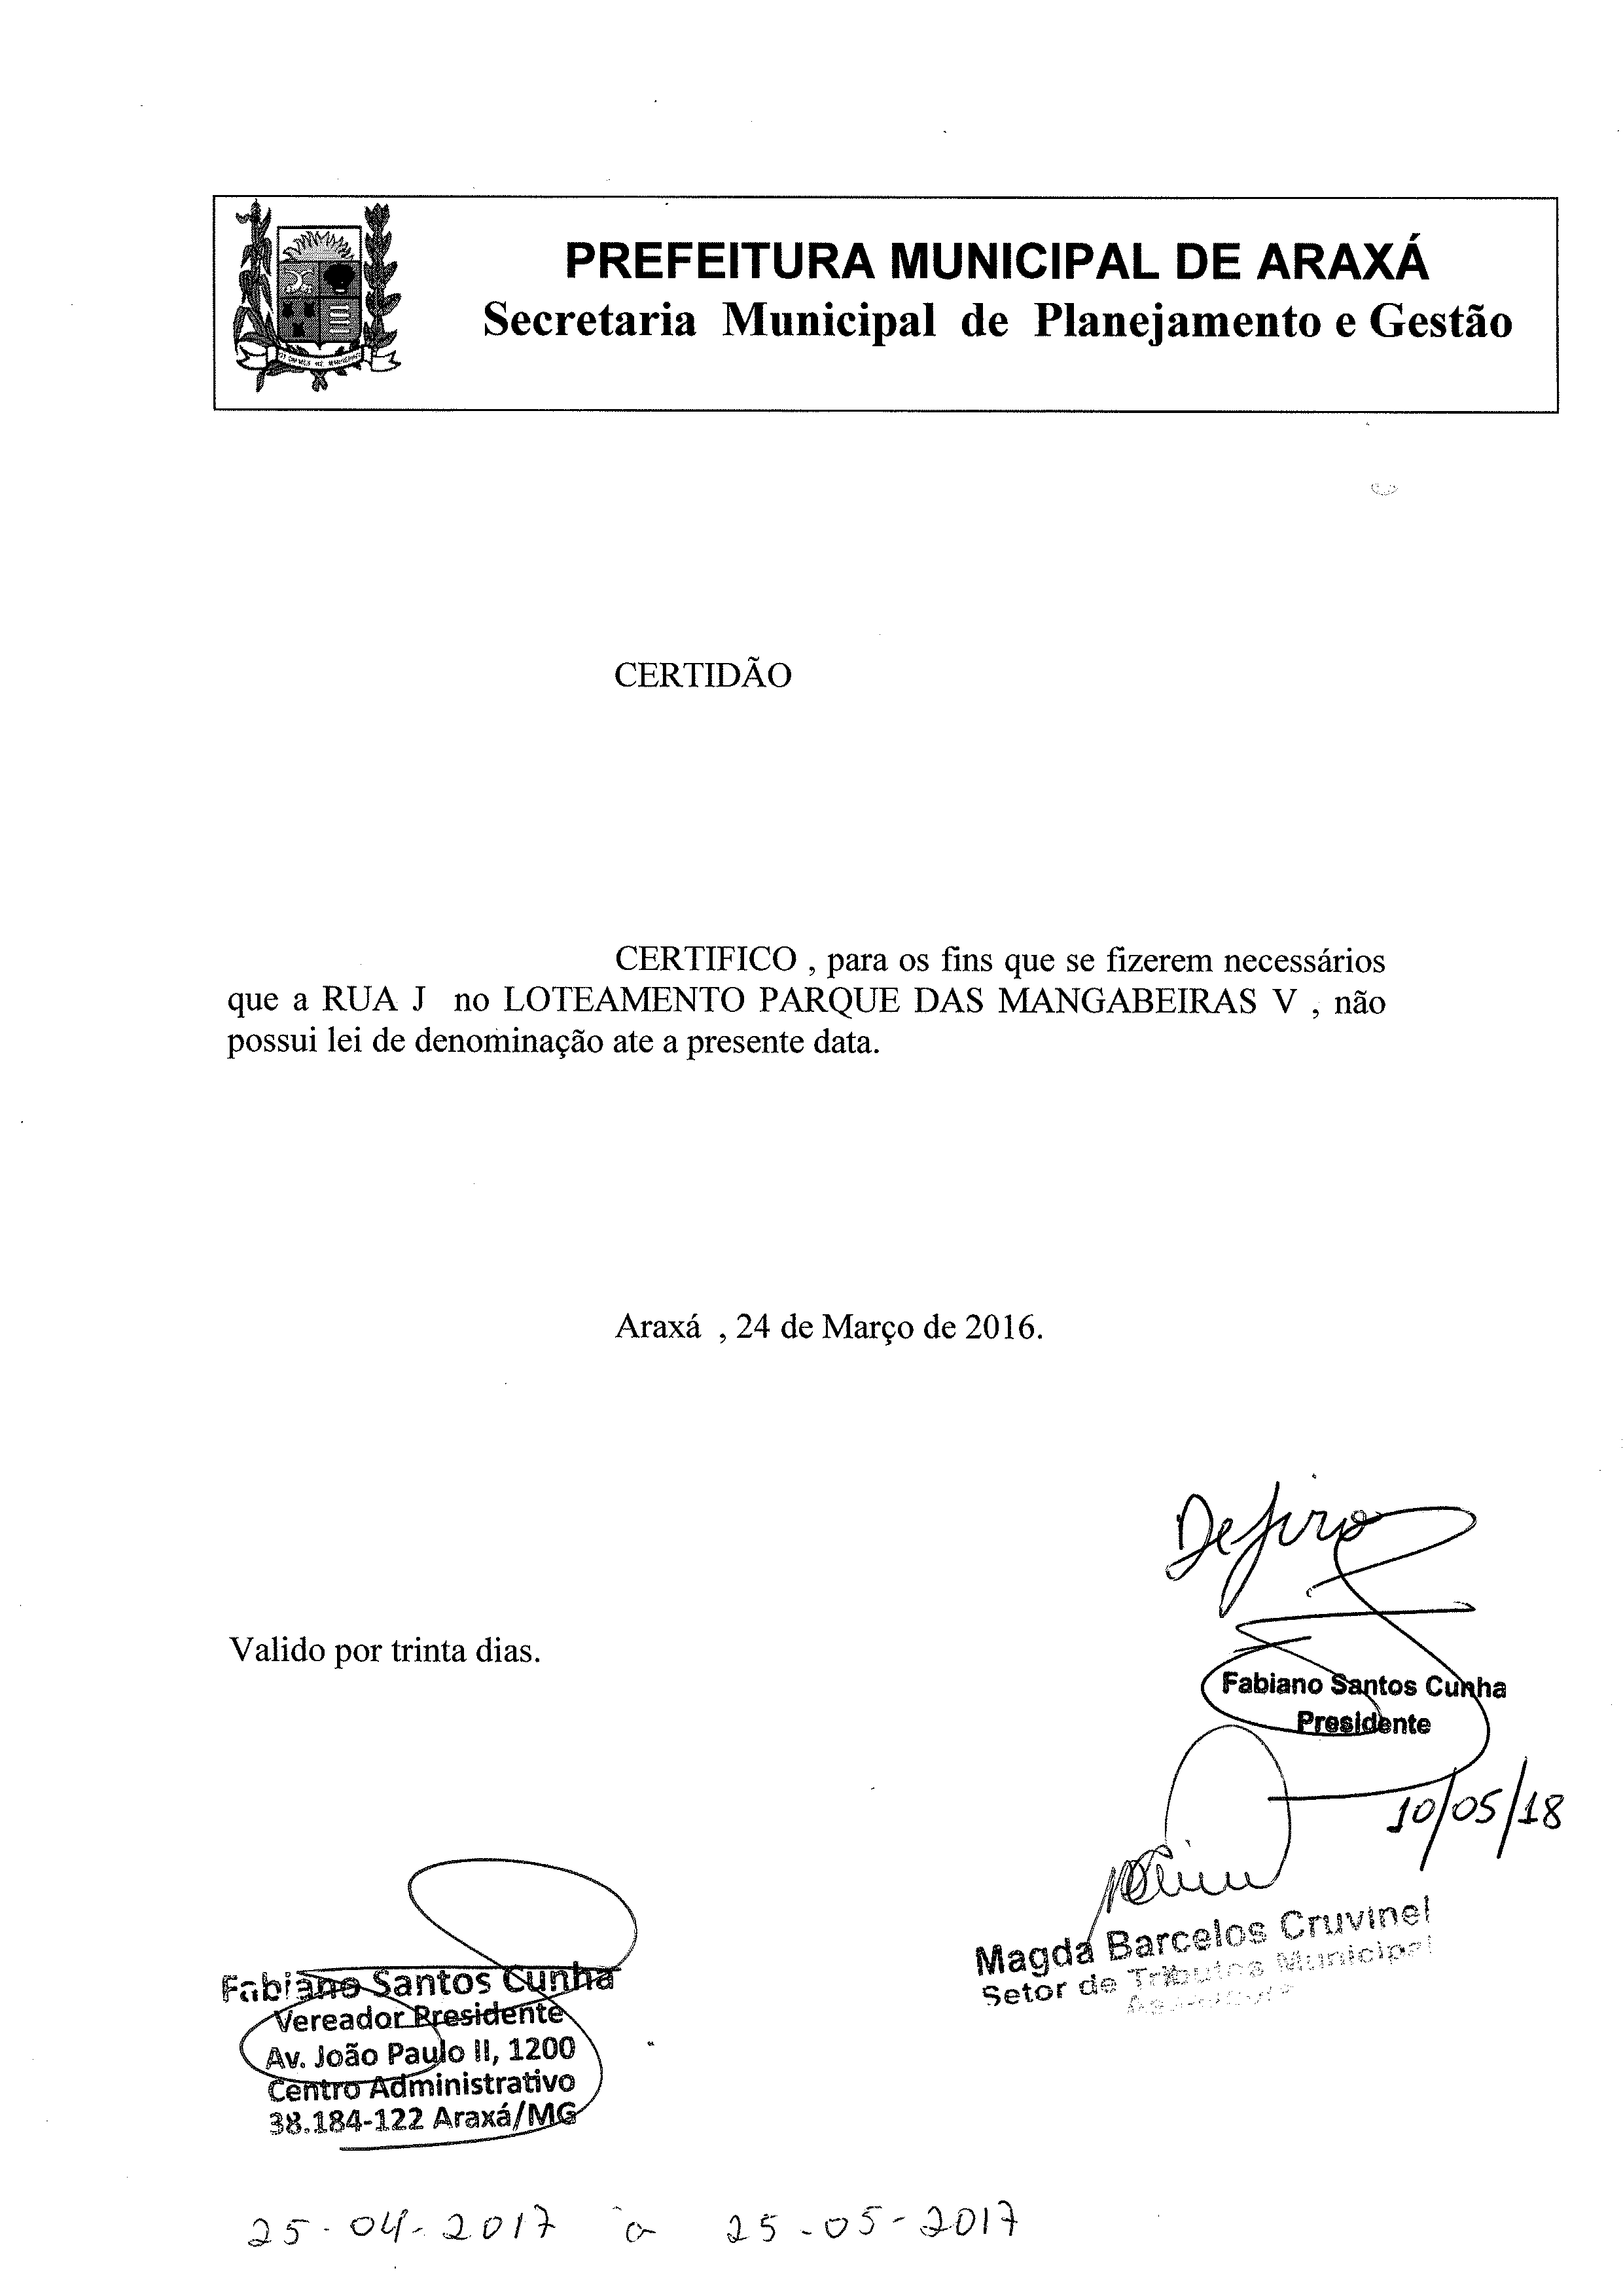 PREFEITURA MUNICIPAL DE ARAXÁ
Secretaria Municipal de Planejamento e Gestão
CERTIDÃO
CERTIFICO , para os fins que se fizerem necessários
que a RUA J no LOTEAMENTO PARQUE DAS MANGABEIRAS V , não
possui lei de denominação ate a presente data.
Araxá , 24 de Março de 2016.
Defiro
Valido por trinta dias.
Fabiano Santos Cunha
Presidente
10/05/18
Magda Barcelos Cruvinel
Setor de Tributos Municipal
Fabiano Santos Cunha
Vereador Presidente
Av. João Paulo II, 1200
Centro Administrativo
38.184-122 Araxá/MG
25-04-2017 a 25-05-2017